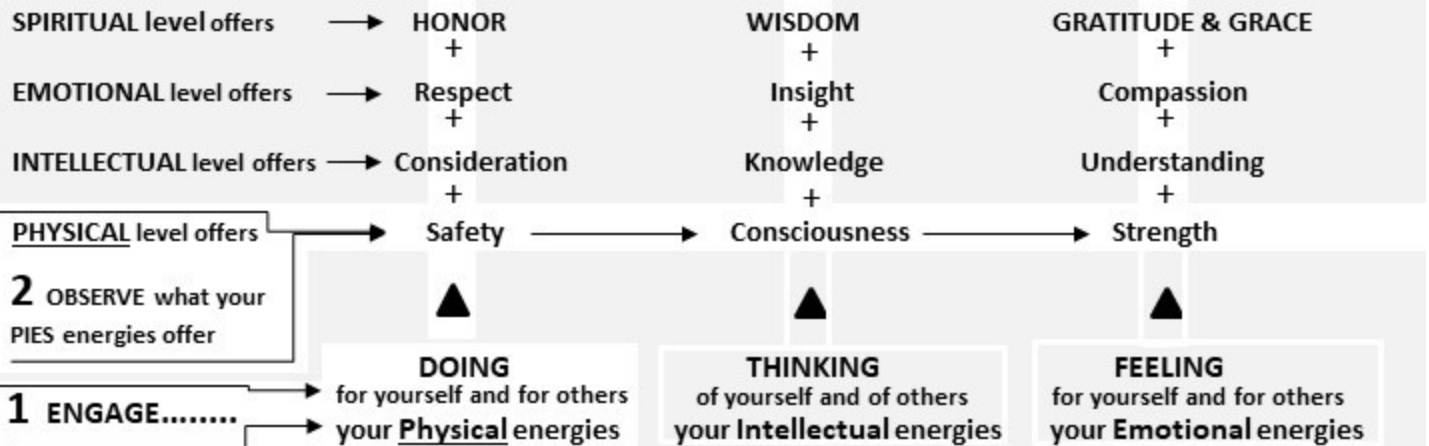 SPIRITUAL level offers HONOR WISDOM GRATITUDE & GRACE
+ + +
EMOTIONAL level offers Respect Insight Compassion
+ + +
INTELLECTUAL level offers Consideration Knowledge Understanding
+ + +
PHYSICAL level offers Safety Consciousness Strength
2 OBSERVE what your
PIES energies offer
DOING THINKING FEELING
for yourself and for others of yourself and of others for yourself and for others
1 ENGAGE........
your Physical energies your Intellectual energies your Emotional energies